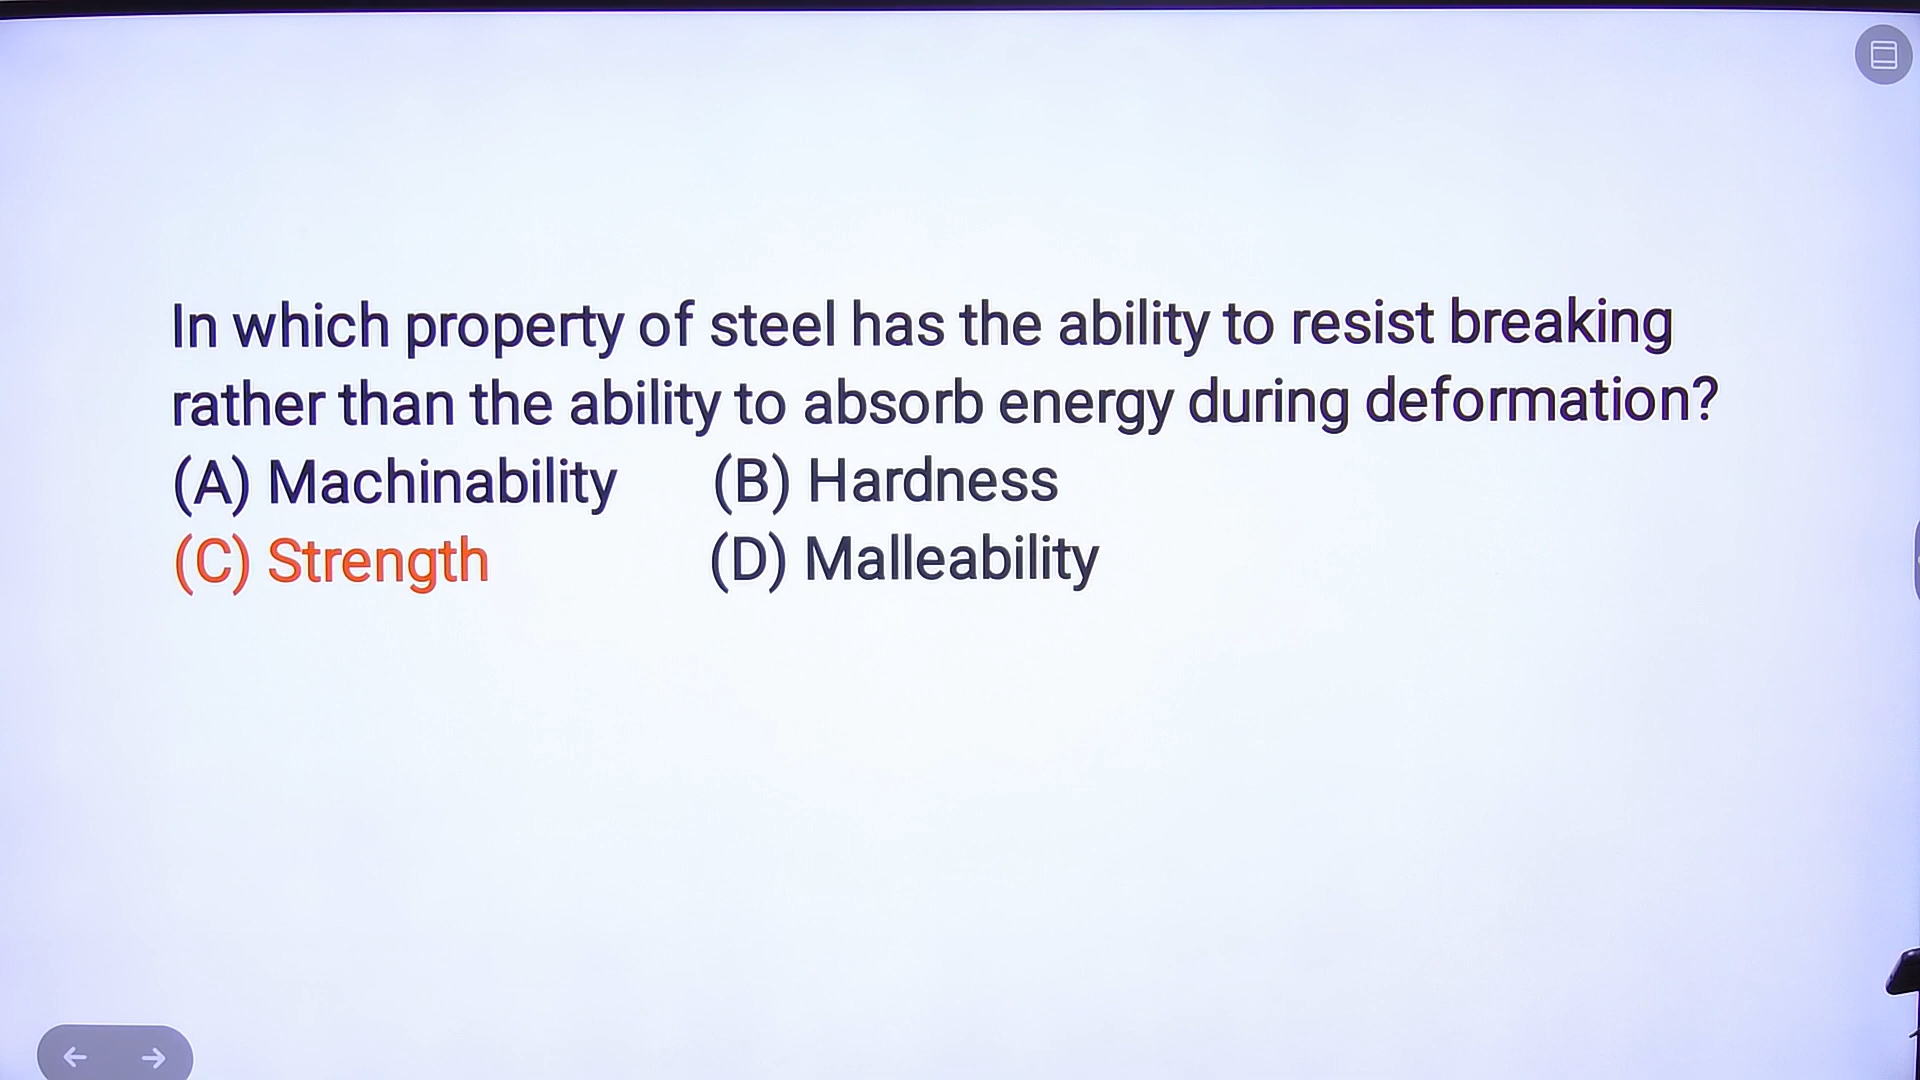 In which property of steel has the ability to resist breaking
rather than the ability to absorb energy during deformation?
(A) Machinability (B) Hardness
(C) Strength (D) Malleability